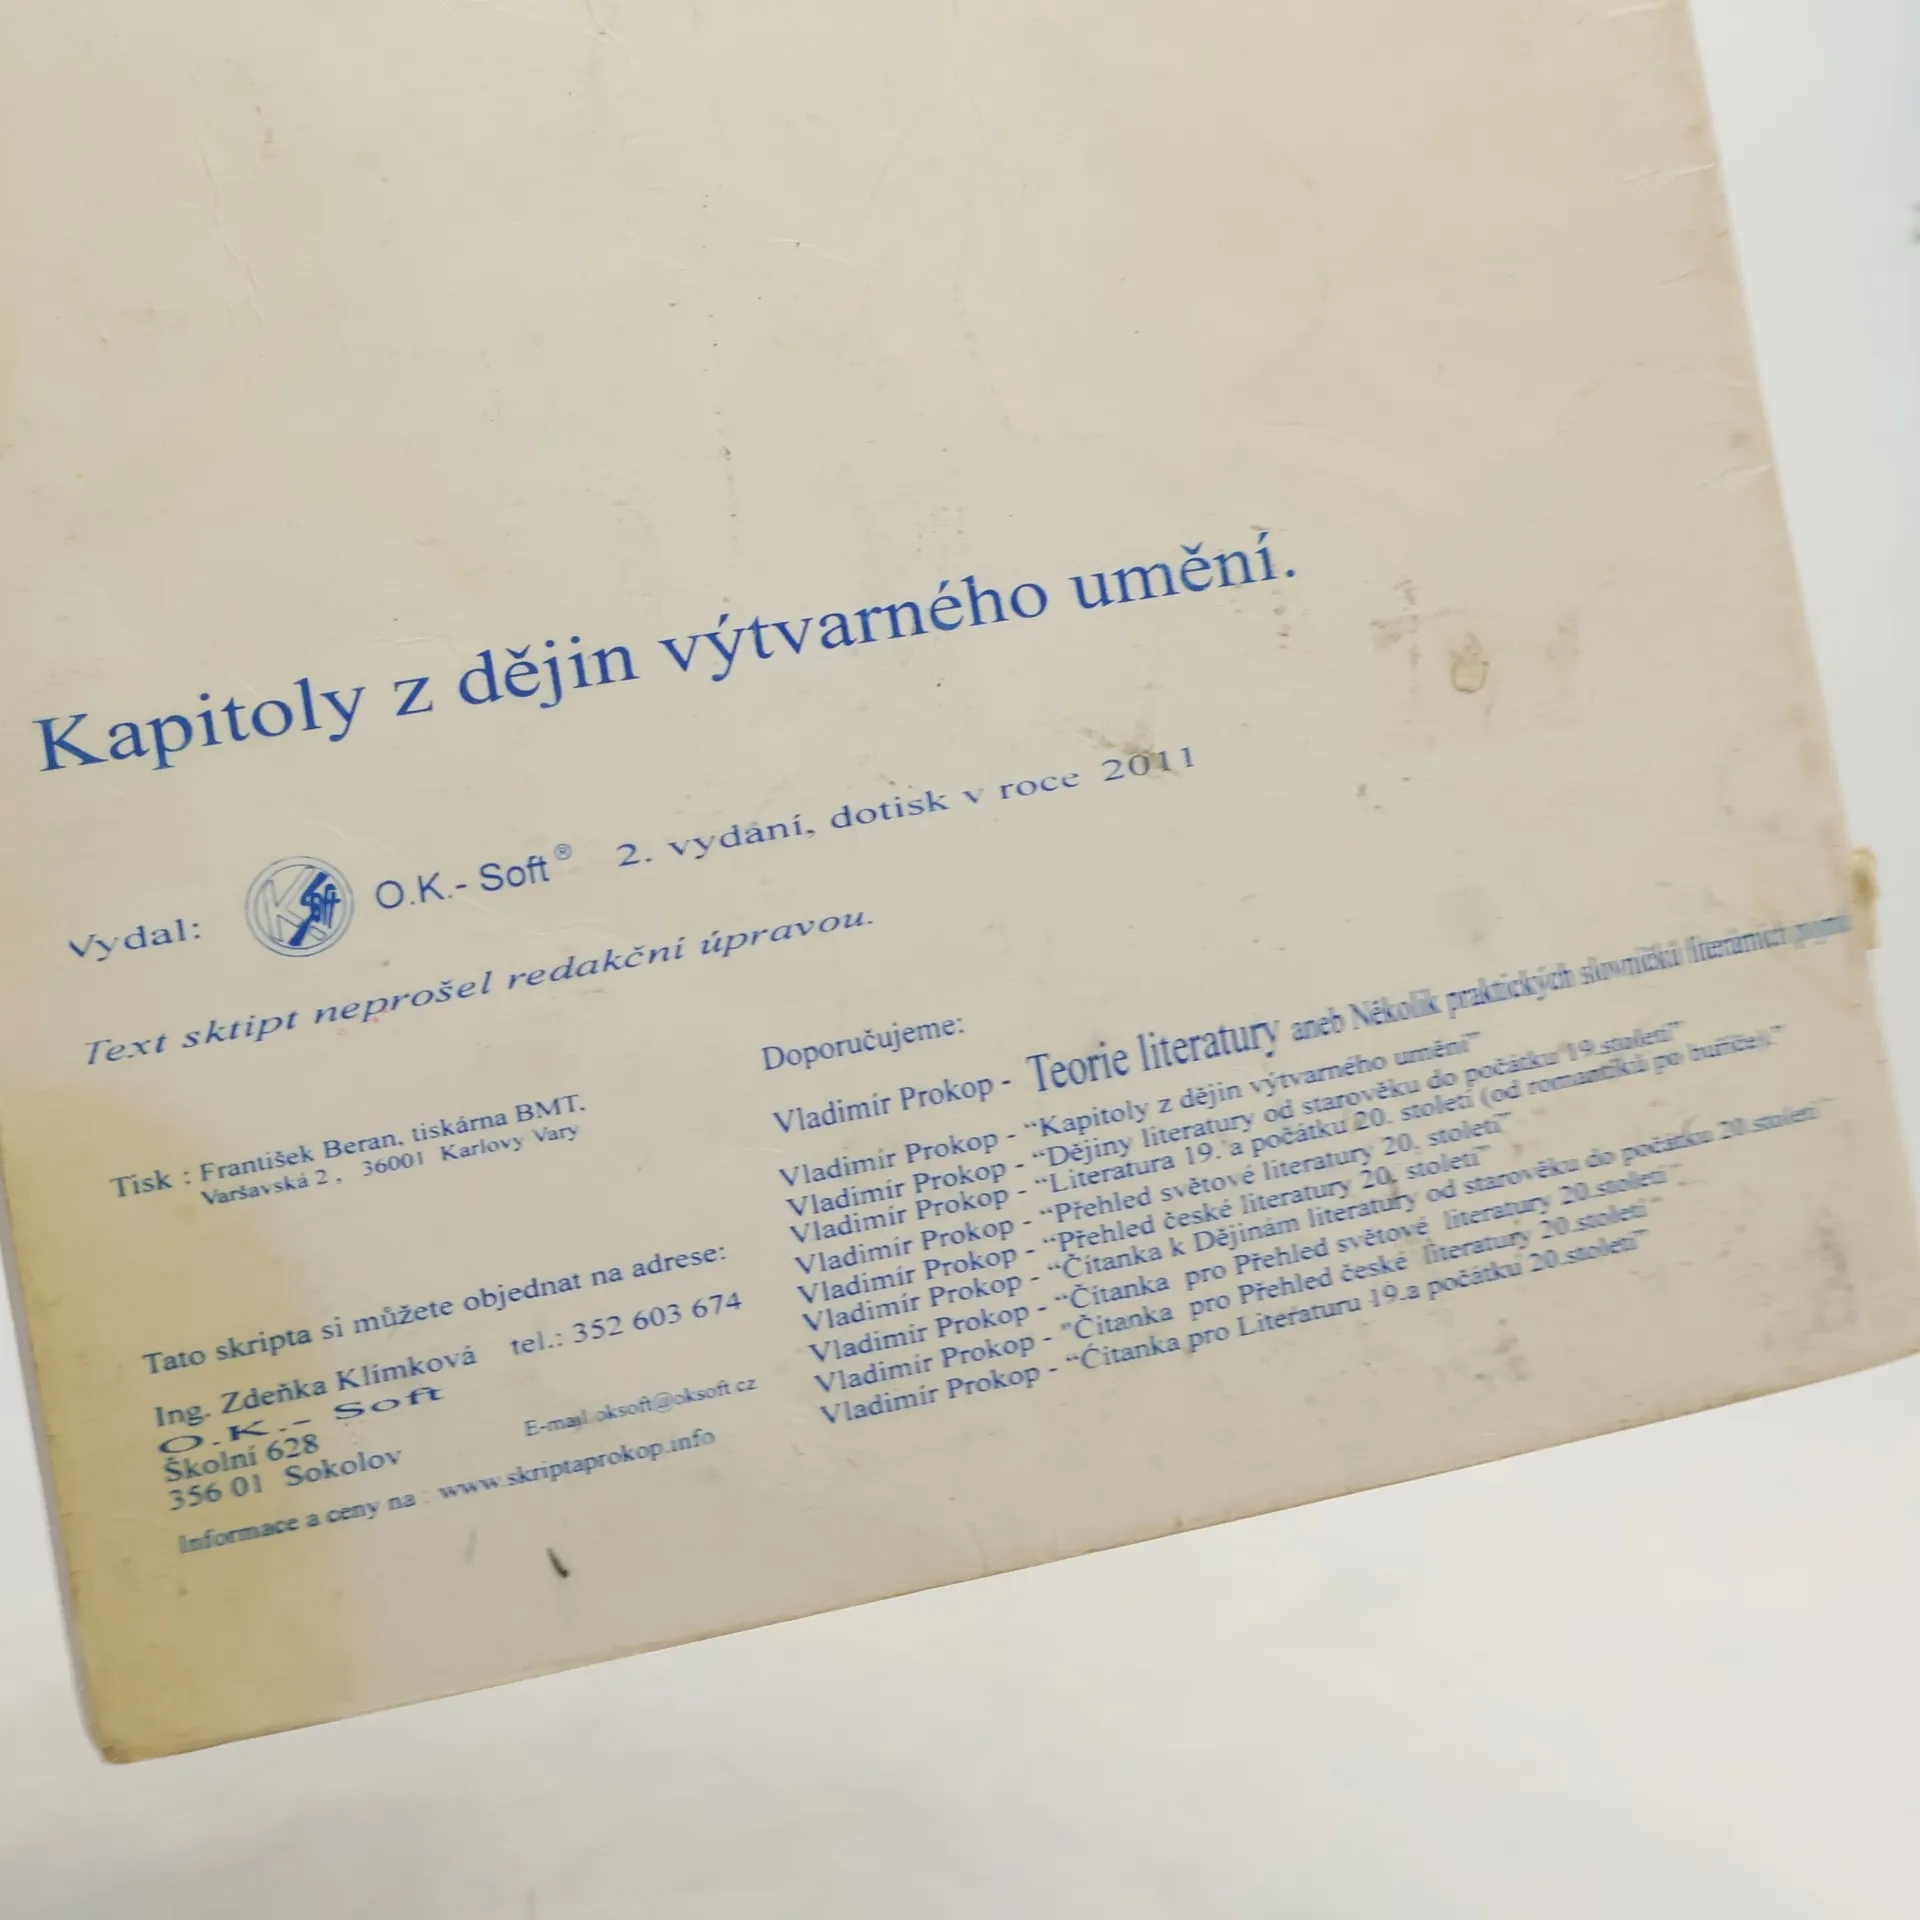 Kapitoly z dějin výtvarného umění.
Vydal: O.K.- Soft® 2. vydání, dotisk v roce 2011
Text sktipt neprošel redakční úpravou.
Tisk : František Beran, tiskárna BMT.
Varšavská 2 , 36001 Karlovy Vary
Tato skripta si můžete objednat na adrese:
Ing. Zdeňka Klímková tel.: 352 603 674
O.K.- Soft
Školní 628
E-mail: oksoft@oksoft.cz
356 01 Sokolov
Informace a ceny na : www.skriptaprokop.info
Doporučujeme:
Vladimír Prokop - Teorie literatury aneb Několik praktických slovníčků literárních pojmů
Vladimír Prokop - “Kapitoly z dějin výtvarného umění”
Vladimír Prokop - “Dějiny literatury od starověku do počátku 19.století”
Vladimír Prokop - “Literatura 19. a počátku 20. století (od romantiků po buřiče).”
Vladimír Prokop - “Přehled světové literatury 20. století”
Vladimír Prokop - “Přehled české literatury 20. století”
Vladimír Prokop - “Čítanka k Dějinám literatury od starověku do počátku 20.století”
Vladimír Prokop - “Čítanka pro Přehled světové literatury 20.století”
Vladimír Prokop - "Čítanka pro Přehled české literatury 20.století”
Vladimír Prokop - “Čítanka pro Literaturu 19.a počátku 20.století”